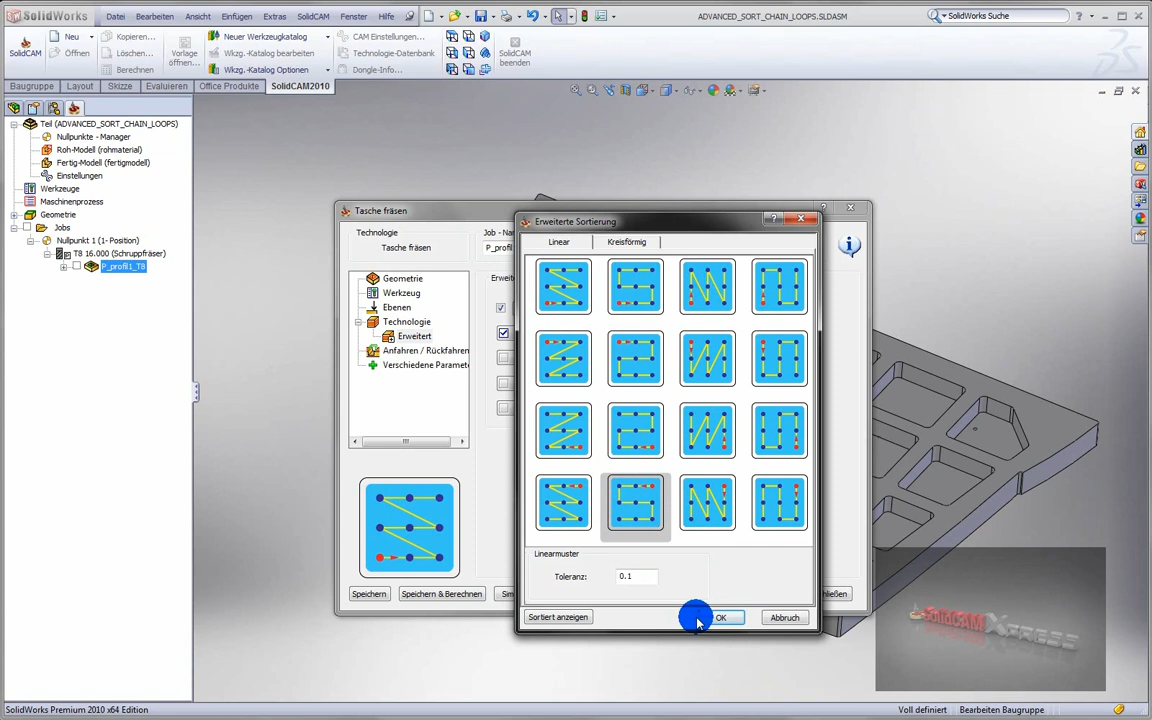 SolidWorks
Datei Bearbeiten Ansicht Einfügen Extras SolidCAM Fenster Hilfe
ADVANCED_SORT_CHAIN_LOOPS.SLDASM
SolidWorks Suche
SolidCAM
Neu
Öffnen
Kopieren...
Löschen...
Berechnen
Vorlage öffnen...
Neuer Werkzeugkatalog
Wkzg.-Katalog bearbeiten
Wkzg.-Katalog Optionen
CAM Einstellungen...
Technologie-Datenbank
Dongle-Info...
SolidCAM beenden
Baugruppe Layout Skizze Evaluieren Office Produkte SolidCAM2010
Teil (ADVANCED_SORT_CHAIN_LOOPS)
Nullpunkte - Manager
Roh-Modell (rohmaterial)
Fertig-Modell (fertigmodell)
Einstellungen
Werkzeuge
Maschinenprozess
Geometrie
Jobs
Nullpunkt 1 (1- Position)
T8 16.000 (Schruppfräser)
P_profil1_T8
Tasche fräsen
Technologie
Tasche fräsen
Job - Na
P_profil
Geometrie
Werkzeug
Ebenen
Technologie
Erweitert
Anfahren / Rückfahren
Verschiedene Paramete
Erweite
Speichern
Speichern & Berechnen
Sim
hließen
Erweiterte Sortierung
Linear
Kreisförmig
Linearmuster
Toleranz: 0.1
Sortiert anzeigen
OK
Abbruch
SolidCAMXpress
SolidWorks Premium 2010 x64 Edition
Voll definiert
Bearbeiten Baugruppe